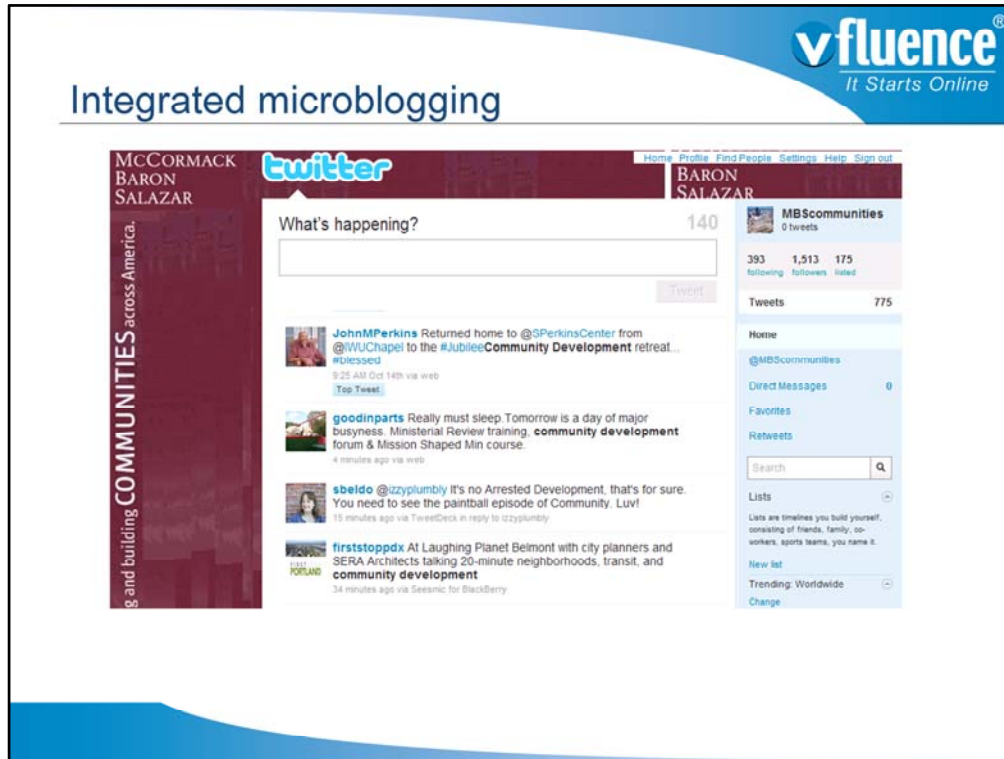 vfluence®
It Starts Online
Integrated microblogging
McCormack
Baron
Salazar
twitter
Home Profile Find People Settings Help Sign out
Baron
Salazar
g and building COMMUNITIES across America.
What's happening?
140
Tweet
JohnMPerkins Returned home to @SPerkinsCenter from
@IWUChapel to the #JubileeCommunity Development retreat...
#blessed
9:25 AM Oct 14th via web
Top Tweet
goodinparts Really must sleep.Tomorrow is a day of major
busyness. Ministerial Review training, community development
forum & Mission Shaped Min course.
4 minutes ago via web
sbeldo @izzyplumbly It's no Arrested Development, that's for sure.
You need to see the paintball episode of Community. Luv!
15 minutes ago via TweetDeck in reply to izzyplumbly
FIRST
PORTLAND
firststoppdx At Laughing Planet Belmont with city planners and
SERA Architects talking 20-minute neighborhoods, transit, and
community development
34 minutes ago via Seesmic for BlackBerry
MBScommunities
0 tweets
393 1,513 175
following followers listed
Tweets 775
Home
@MBScommunities
Direct Messages 0
Favorites
Retweets
Search
Lists
Lists are timelines you build yourself,
consisting of friends, family, co-
workers, sports teams, you name it.
New list
Trending: Worldwide
Change